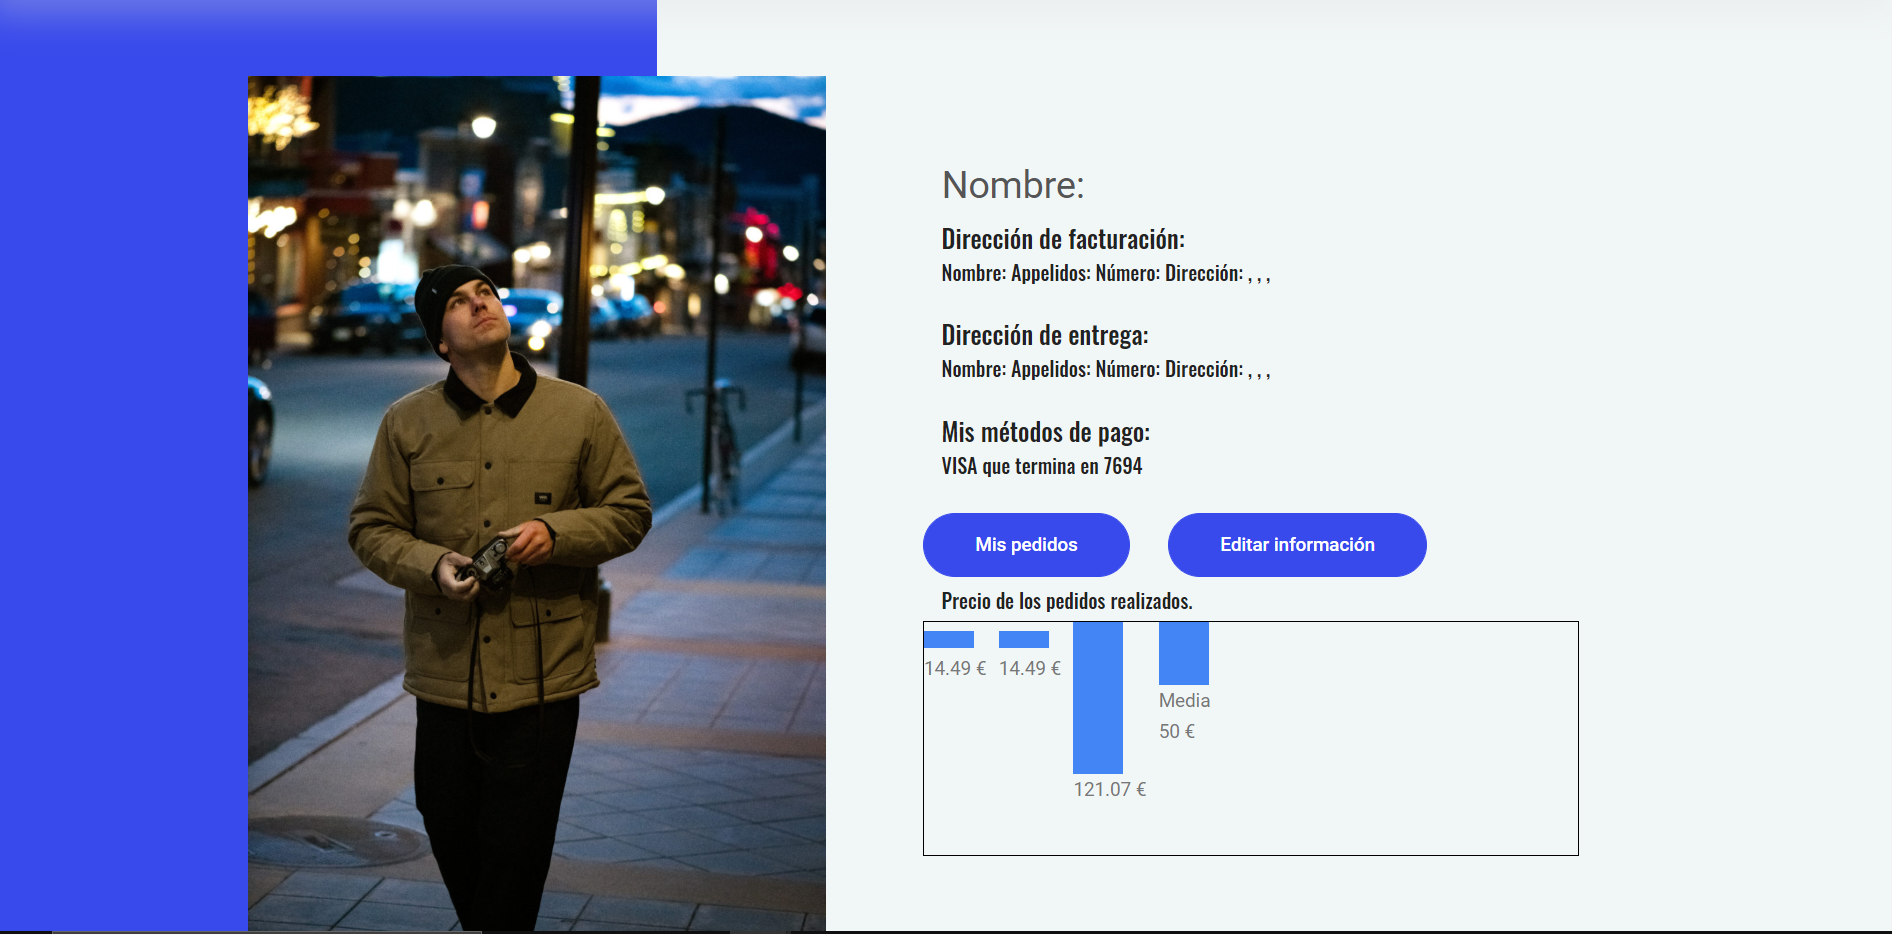 Nombre:
Dirección de facturación:
Nombre: Appelidos: Número: Dirección: , , ,
Dirección de entrega:
Nombre: Appelidos: Número: Dirección: , , ,
Mis métodos de pago:
VISA que termina en 7694
Mis pedidos
Editar información
Precio de los pedidos realizados.
14.49 €
14.49 €
121.07 €
Media
50 €